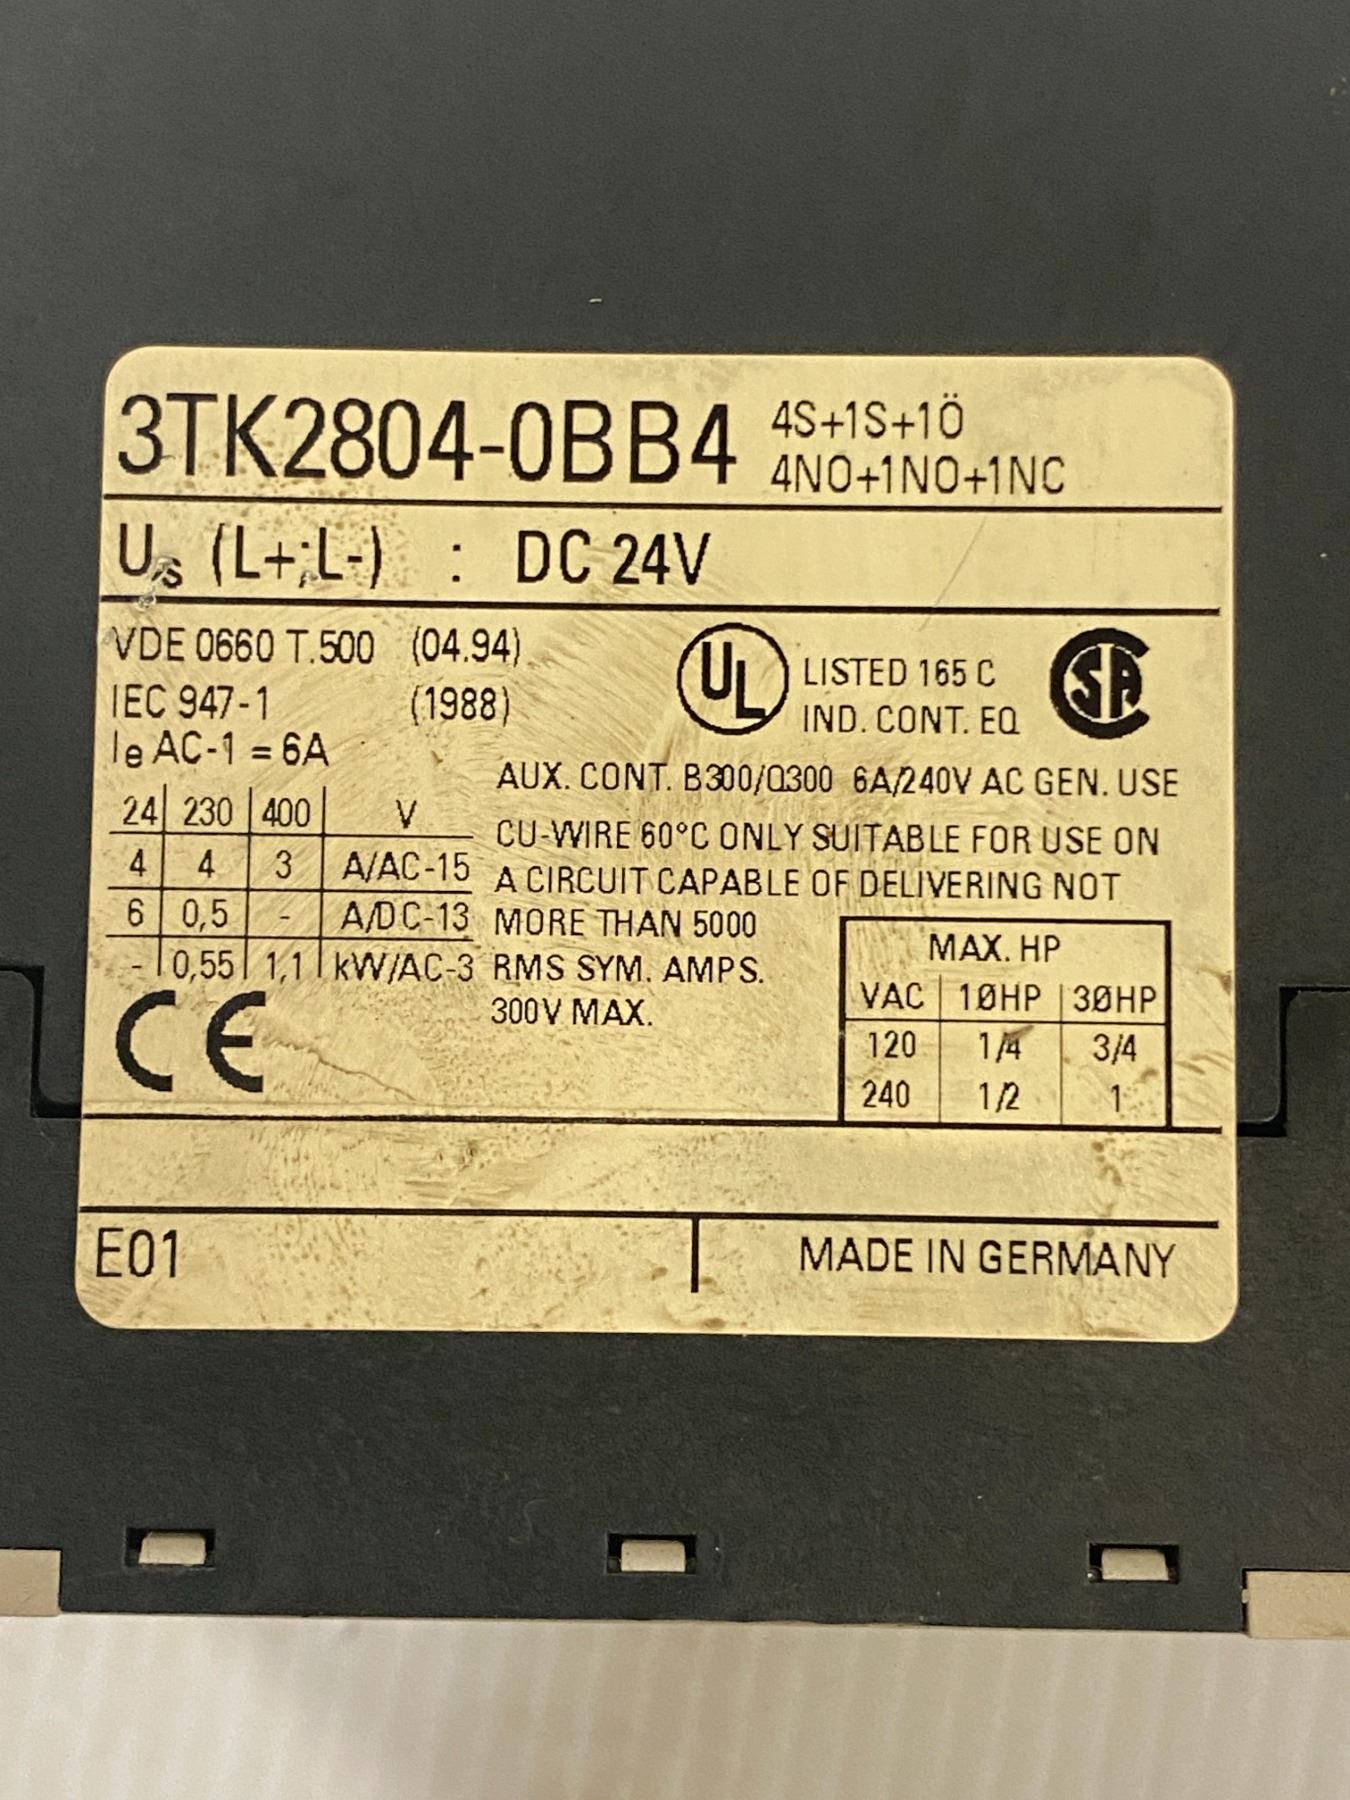 3TK2804-0BB4 4S+1S+1Ö
4NO+1NO+1NC
Us (L+;L-) : DC 24V
VDE 0660 T.500 (04.94)
IEC 947-1 (1988)
Ie AC-1 = 6A
UL LISTED 165 C
IND. CONT. EQ
CSA
AUX. CONT. B300/Q300 6A/240V AC GEN. USE
CU-WIRE 60°C ONLY SUITABLE FOR USE ON
A CIRCUIT CAPABLE OF DELIVERING NOT
MORE THAN 5000
RMS SYM. AMPS.
300V MAX.
24 230 400 V
4 4 3 A/AC-15
6 0,5 - A/DC-13
- 0,55 1,1 kW/AC-3
CE
MAX. HP
VAC 1ØHP 3ØHP
120 1/4 3/4
240 1/2 1
E01 MADE IN GERMANY